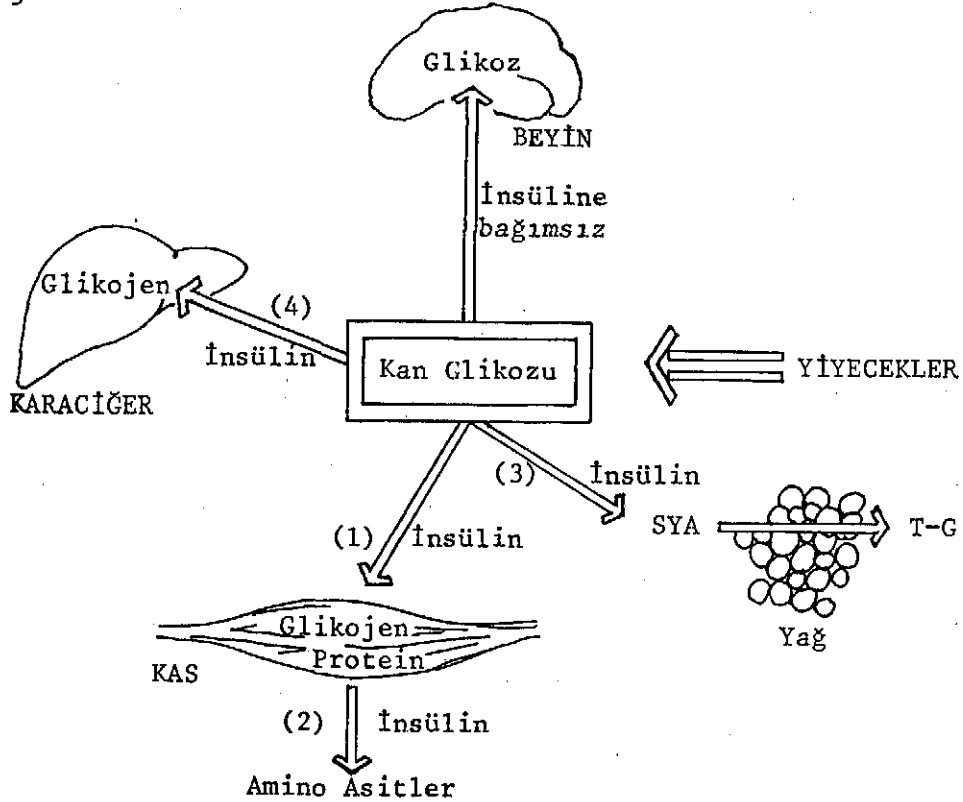 Glikoz
BEYİN
İnsüline
bağımsız
Glikojen
(4)
İnsülin
KARACİĞER
Kan Glikozu
YİYECEKLER
(3)
İnsülin
SYA
T-G
Yağ
(1)
İnsülin
Glikojen
Protein
KAS
(2)
İnsülin
Amino Asitler